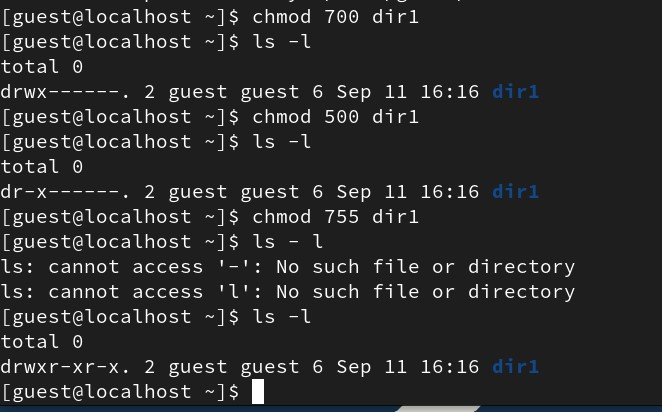 [guest@localhost ~]$ chmod 700 dir1
[guest@localhost ~]$ ls -l
total 0
drwx------. 2 guest guest 6 Sep 11 16:16 dir1
[guest@localhost ~]$ chmod 500 dir1
[guest@localhost ~]$ ls -l
total 0
dr-x------. 2 guest guest 6 Sep 11 16:16 dir1
[guest@localhost ~]$ chmod 755 dir1
[guest@localhost ~]$ ls - l
ls: cannot access '-': No such file or directory
ls: cannot access 'l': No such file or directory
[guest@localhost ~]$ ls -l
total 0
drwxr-xr-x. 2 guest guest 6 Sep 11 16:16 dir1
[guest@localhost ~]$